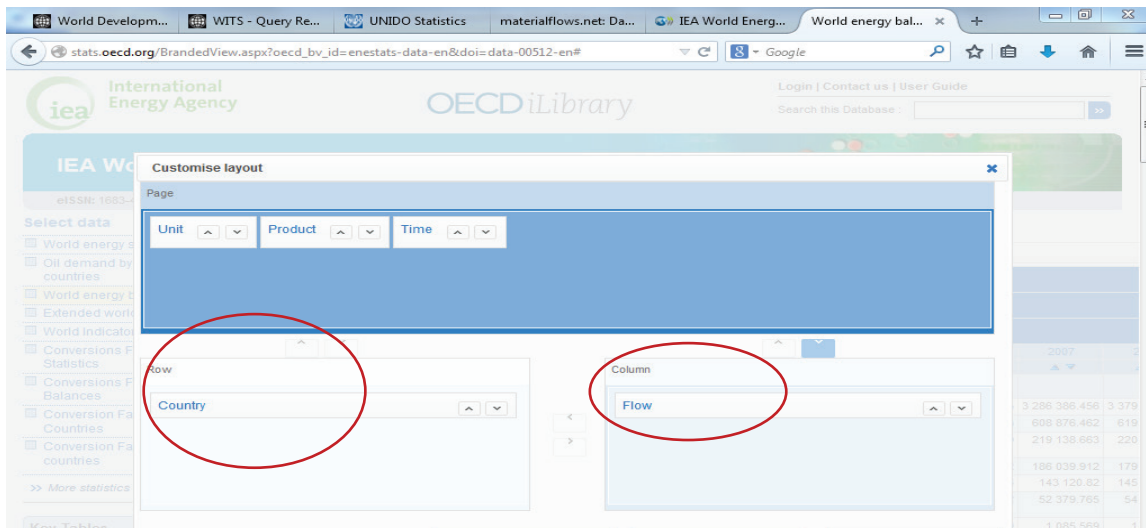 World Developm... WITS - Query Re... UNIDO Statistics materialflows.net: Da... IEA World Energ... World energy bal...
stats.oecd.org/BrandedView.aspx?oecd_bv_id=enestats-data-en&doi=data-00512-en# Google
International
Energy Agency
iea
OECD iLibrary
Login | Contact us | User Guide
Search this Database :
IEA Wo
Customise layout
eISSN: 1683-4
Page
Select data
Unit Product Time
World energy s
Oil demand by
countries
World energy b
Extended world
World Indicator
Conversions F
Statistics
Row Column
2007
Conversions F
Balances
Country Flow
Conversion Fa
Countries
3 286 386.456 3 379
608 876.462 619
Conversion Fa
countries
219 138.663 220
186 039.912 179
>> More statistics
143 120.82 145
52 379.765 54
Key Tables
1 085.569